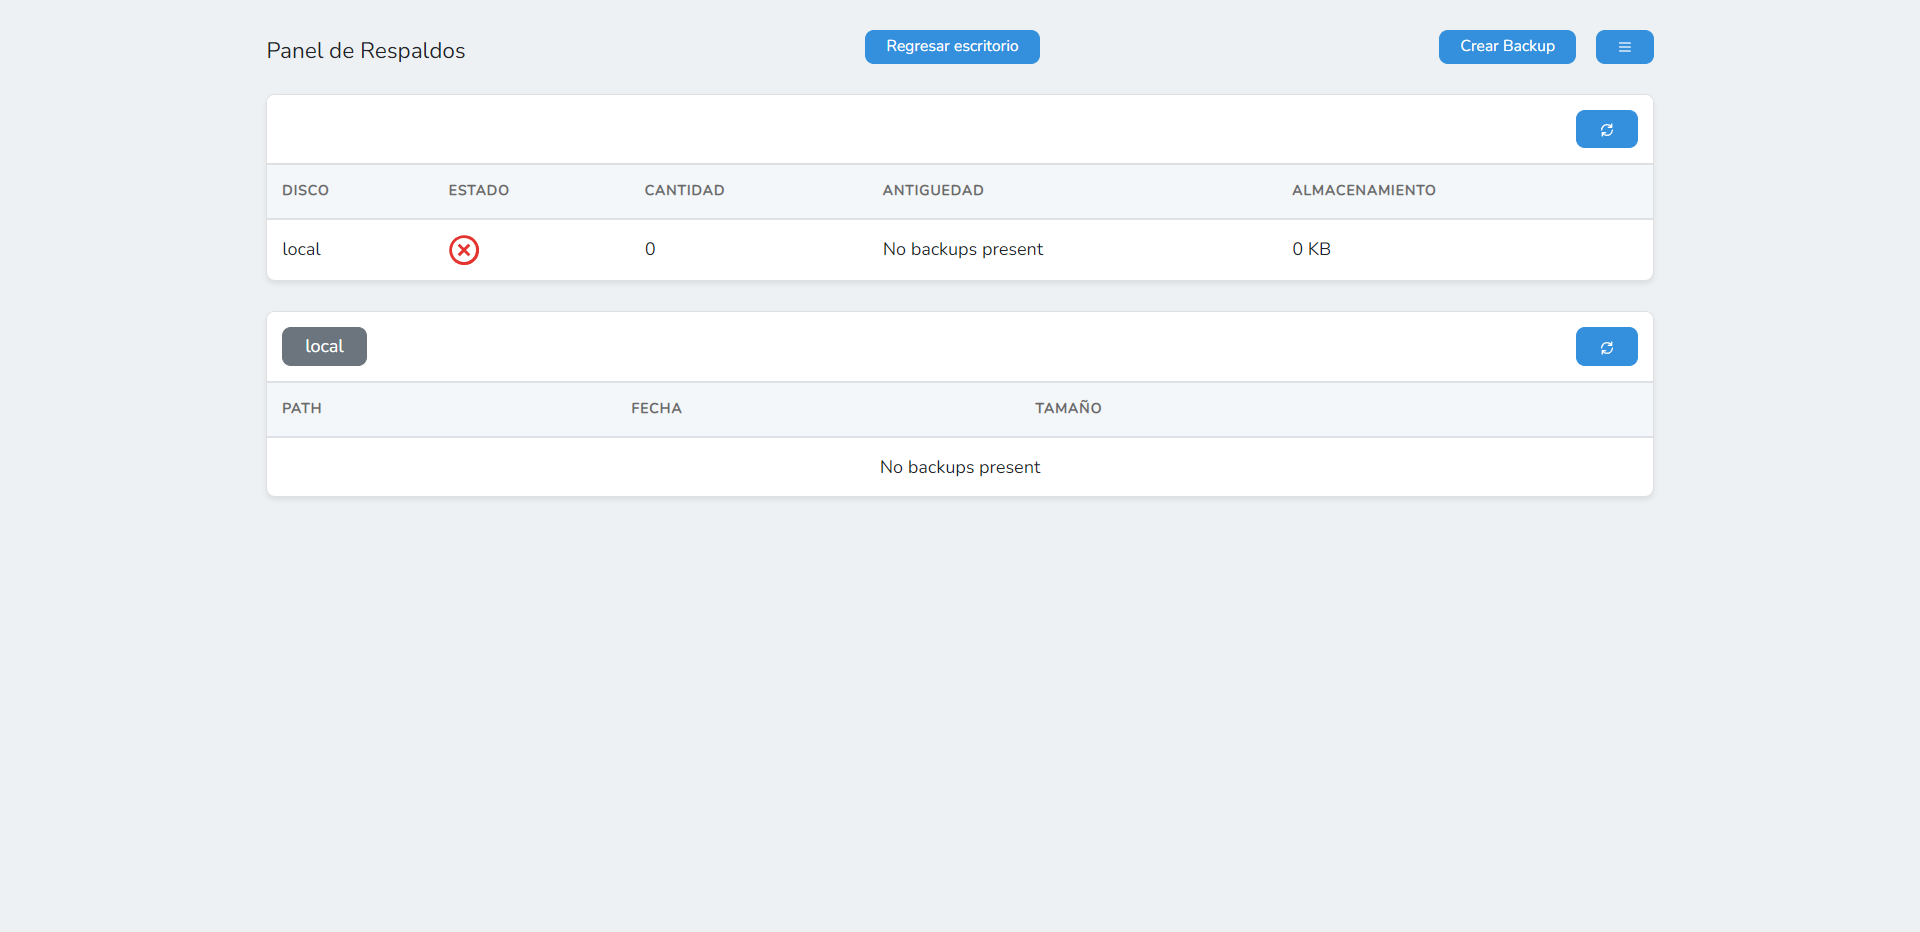 Panel de Respaldos
Regresar escritorio
Crear Backup
DISCO ESTADO CANTIDAD ANTIGUEDAD ALMACENAMIENTO
local 0 No backups present 0 KB
local
PATH FECHA TAMAÑO
No backups present